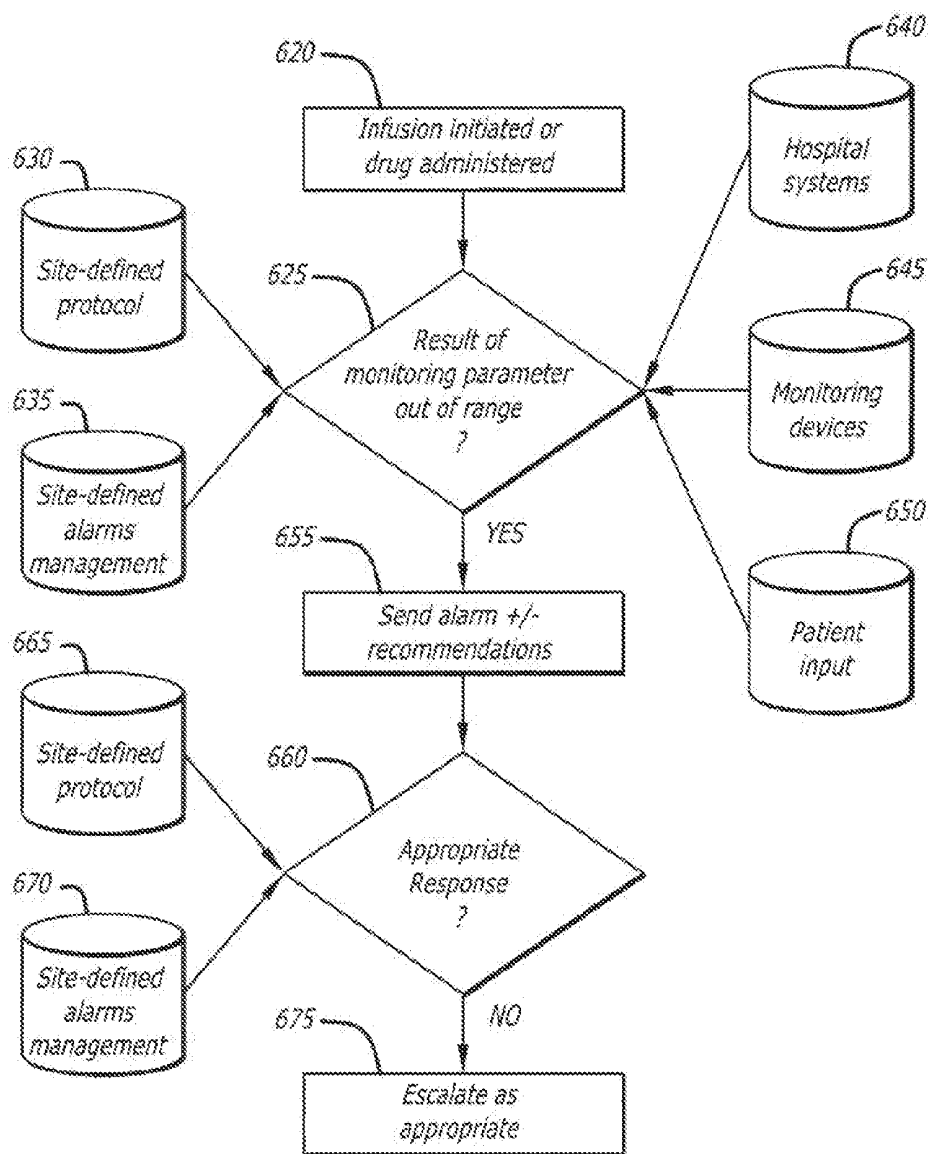 620
Infusion initiated or
drug administered
640
Hospital
systems
630
Site-defined
protocol
625
Result of
monitoring parameter
out of range
?
645
Monitoring
devices
635
Site-defined
alarms
management
YES
650
Patient
input
655
Send alarm +/-
recommendations
665
Site-defined
protocol
660
Appropriate
Response
?
670
Site-defined
alarms
management
NO
675
Escalate as
appropriate